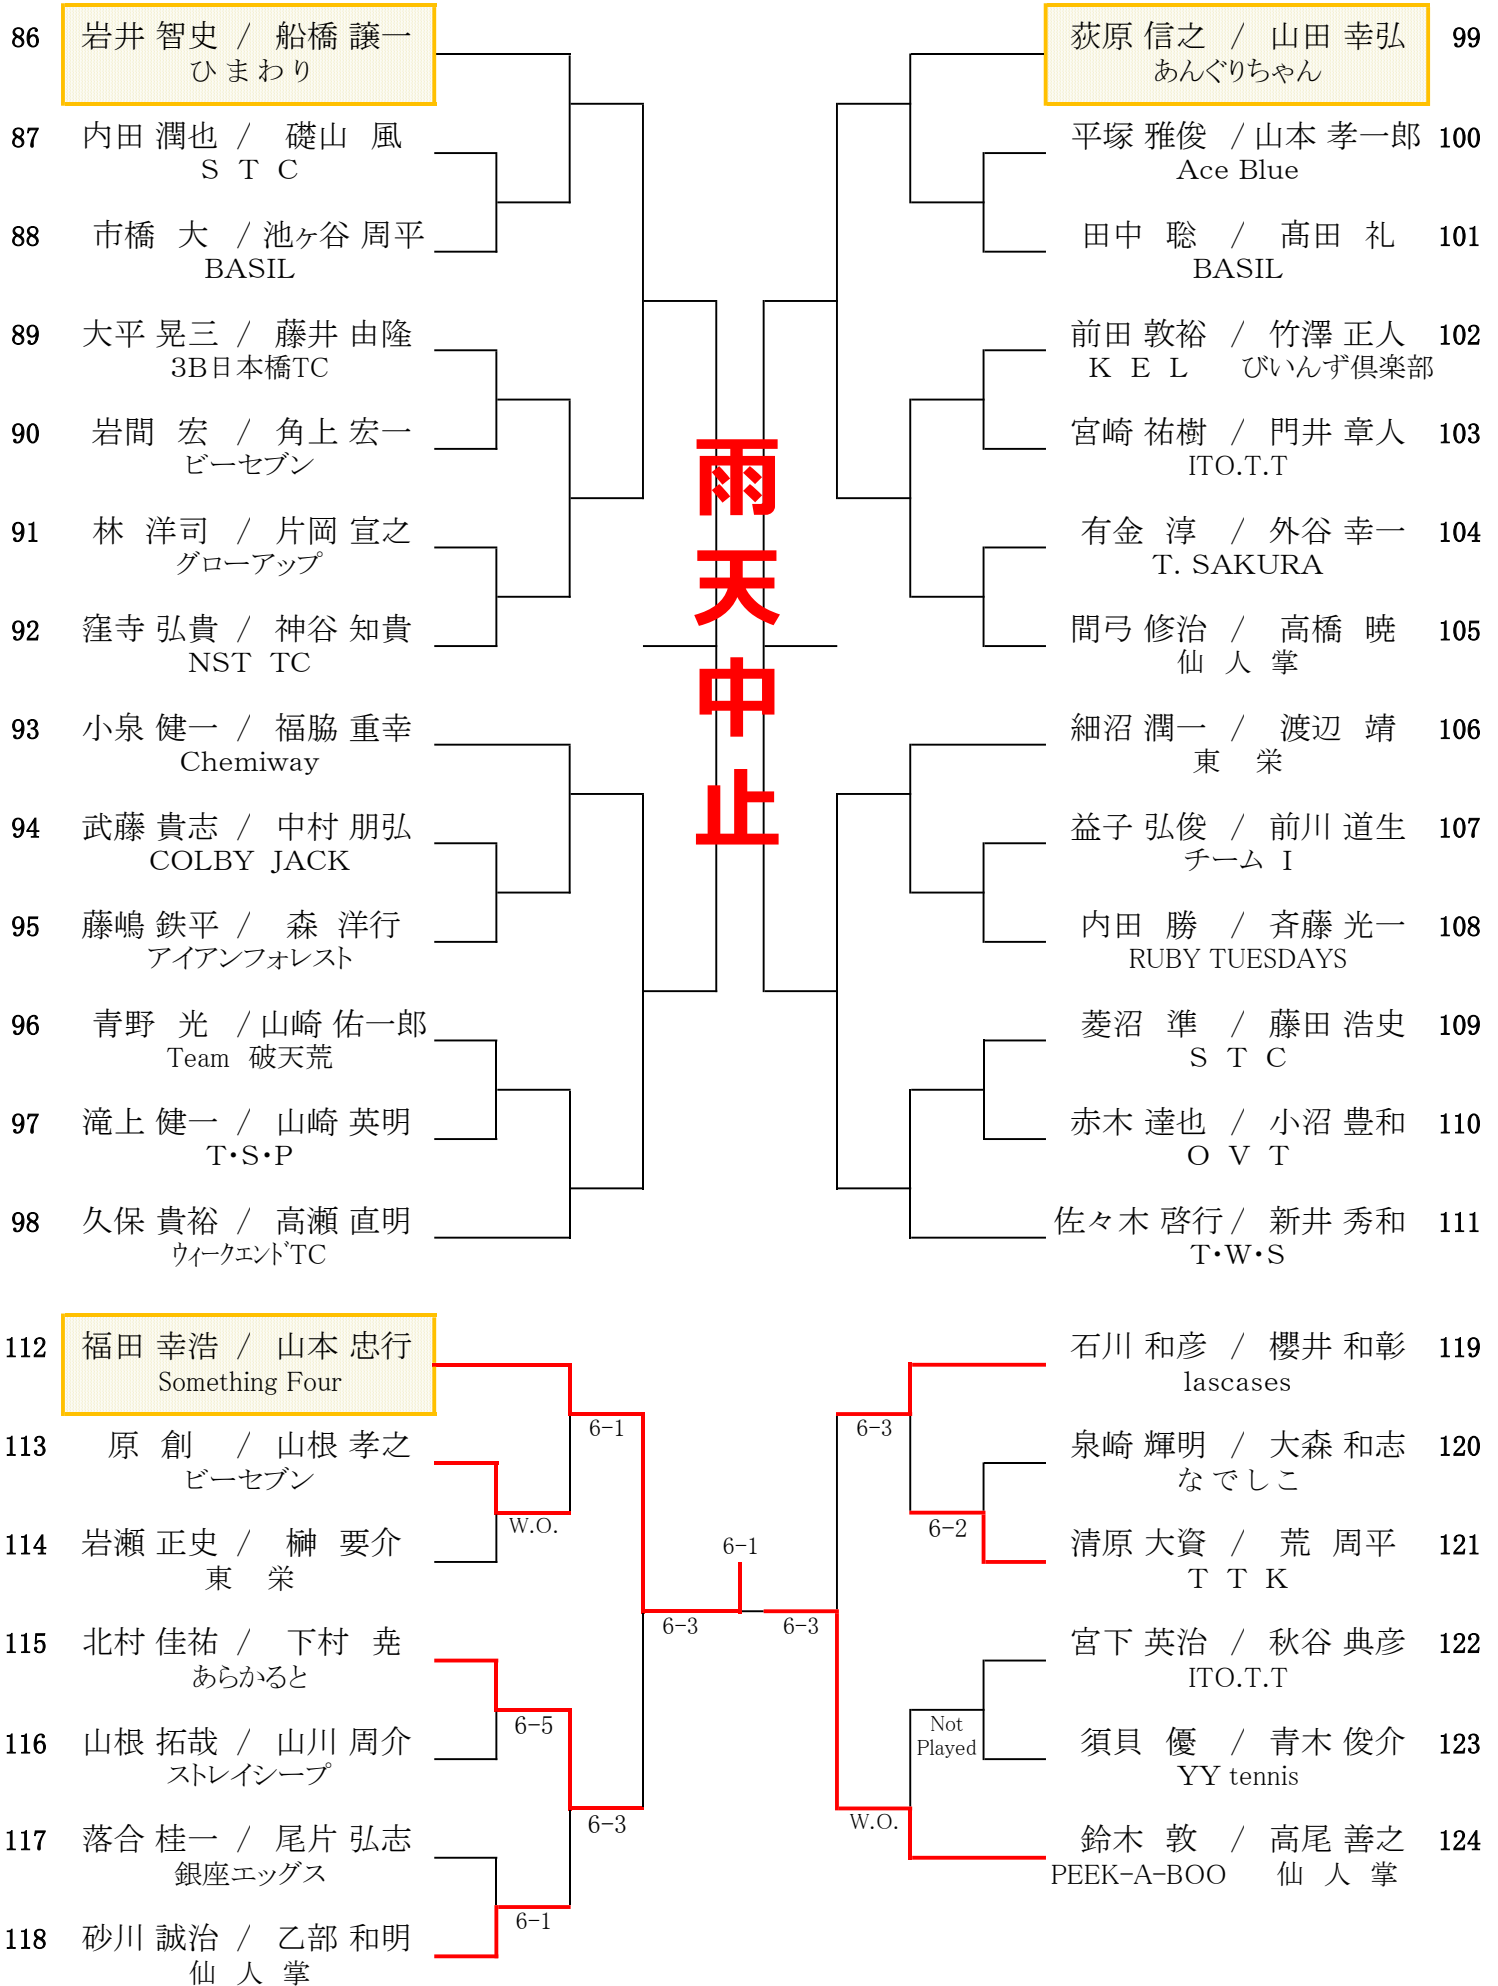 86 岩井 智史 / 船橋 譲一
ひまわり
87 内田 潤也 / 礎山 風
S T C
88 市橋 大 / 池ヶ谷 周平
BASIL
89 大平 晃三 / 藤井 由隆
3B日本橋TC
90 岩間 宏 / 角上 宏一
ビーセブン
91 林 洋司 / 片岡 宣之
グローアップ
92 窪寺 弘貴 / 神谷 知貴
NST TC
93 小泉 健一 / 福脇 重幸
Chemiway
94 武藤 貴志 / 中村 朋弘
COLBY JACK
95 藤嶋 鉄平 / 森 洋行
アイアンフォレスト
96 青野 光 / 山崎 佑一郎
Team 破天荒
97 滝上 健一 / 山崎 英明
T・S・P
98 久保 貴裕 / 高瀬 直明
ウィークエンドTC
雨天中止
荻原 信之 / 山田 幸弘 99
あんぐりちゃん
平塚 雅俊 / 山本 孝一郎 100
Ace Blue
田中 聡 / 髙田 礼 101
BASIL
前田 敦裕 / 竹澤 正人 102
K E L びいんず倶楽部
宮崎 祐樹 / 門井 章人 103
ITO.T.T
有金 淳 / 外谷 幸一 104
T. SAKURA
間弓 修治 / 高橋 暁 105
仙 人 掌
細沼 潤一 / 渡辺 靖 106
東 栄
益子 弘俊 / 前川 道生 107
チーム I
内田 勝 / 斉藤 光一 108
RUBY TUESDAYS
菱沼 準 / 藤田 浩史 109
S T C
赤木 達也 / 小沼 豊和 110
O V T
佐々木 啓行 / 新井 秀和 111
T・W・S
112 福田 幸浩 / 山本 忠行
Something Four
6-1
113 原 創 / 山根 孝之
ビーセブン
W.O.
114 岩瀬 正史 / 榊 要介
東 栄
6-1
6-3
115 北村 佳祐 / 下村 尭
あらかると
6-5
116 山根 拓哉 / 山川 周介
ストレイシープ
6-3
117 落合 桂一 / 尾片 弘志
銀座エッグス
6-1
118 砂川 誠治 / 乙部 和明
仙 人 掌
石川 和彦 / 櫻井 和彰 119
lascases
6-3
泉崎 輝明 / 大森 和志 120
なでしこ
6-2
清原 大資 / 荒 周平 121
T T K
6-3
宮下 英治 / 秋谷 典彦 122
ITO.T.T
Not
Played
須貝 優 / 青木 俊介 123
YY tennis
W.O.
鈴木 敦 / 高尾 善之 124
PEEK-A-BOO 仙 人 掌